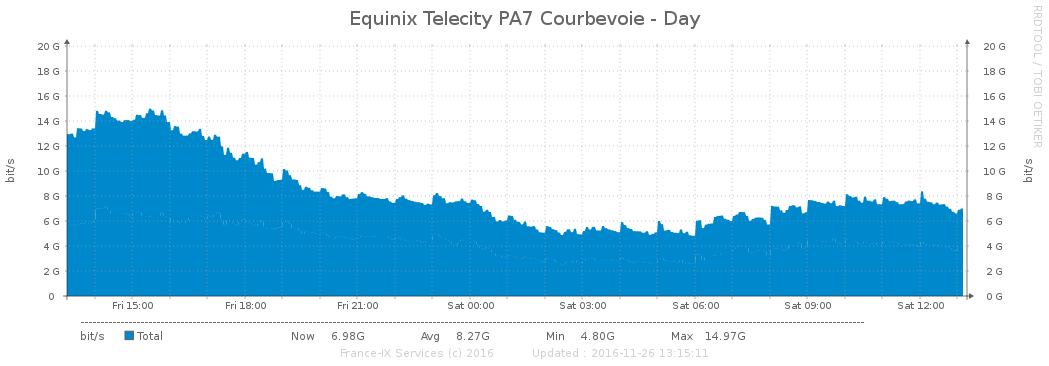 Equinix Telecity PA7 Courbevoie - Day
RRDTOOL / TOBI OETIKER
20 G 20 G
18 G 18 G
16 G 16 G
14 G 14 G
12 G 12 G
10 G 10 G
8 G 8 G
6 G 6 G
4 G 4 G
2 G 2 G
0 0 G
bit/s
bit/s
Fri 15:00 Fri 18:00 Fri 21:00 Sat 00:00 Sat 03:00 Sat 06:00 Sat 09:00 Sat 12:00
bit/s Total Now 6.98G Avg 8.27G Min 4.80G Max 14.97G
France-IX Services (c) 2016 Updated : 2016-11-26 13:15:11